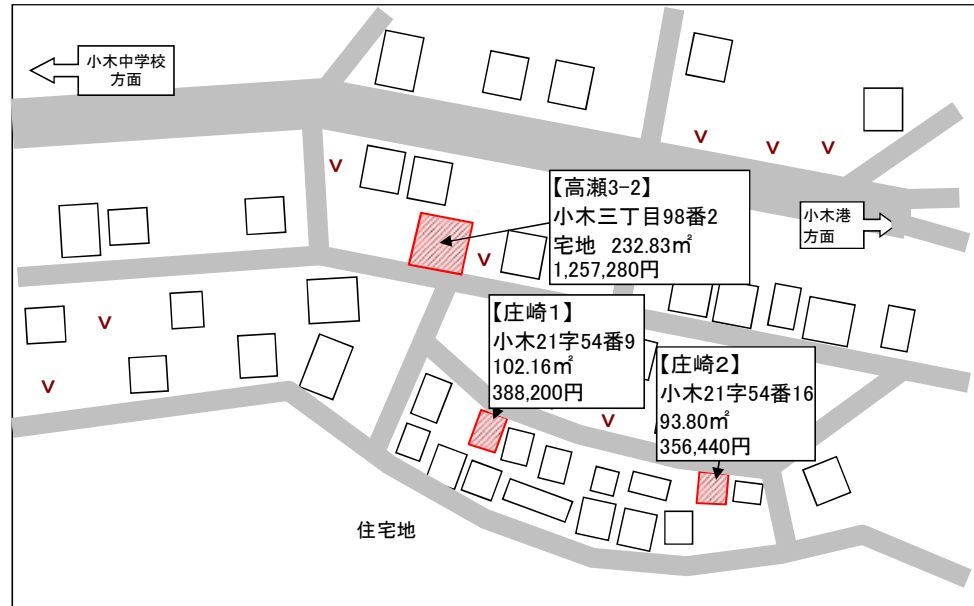 小木中学校
方面
【高瀬3-2】
小木三丁目98番2
宅地 232.83㎡
1,257,280円
小木港
方面
【庄崎１】
小木21字54番9
102.16㎡
388,200円
【庄崎２】
小木21字54番16
93.80㎡
356,440円
住宅地
v
v
v
v
v
v
v
v